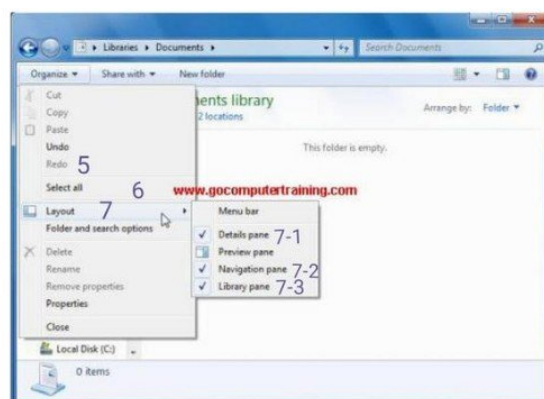 Libraries ▸ Documents ▸
Search Documents
Organize ▾ Share with ▾ New folder
ents library
2 locations
Arrange by: Folder ▾
This folder is empty.
Cut
Copy
Paste
Undo
Redo 5
Select all 6
www.gocomputertraining.com
Layout 7
Folder and search options
Delete
Rename
Remove properties
Properties
Close
Menu bar
Details pane 7-1
Preview pane
Navigation pane 7-2
Library pane 7-3
Local Disk (C:)
0 items